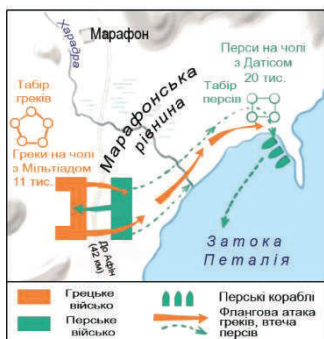 Харадра
Марафон
Перси на чолі
з Датісом
20 тис.
Табір
персів
Табір
греків
Марафонська
рівнина
Греки на чолі
з Мільтіадом
11 тис.
До Афін
(42 км)
Затока
Петалія
Грецьке
військо
Перське
військо
Перські кораблі
Флангова атака
греків, втеча
персів